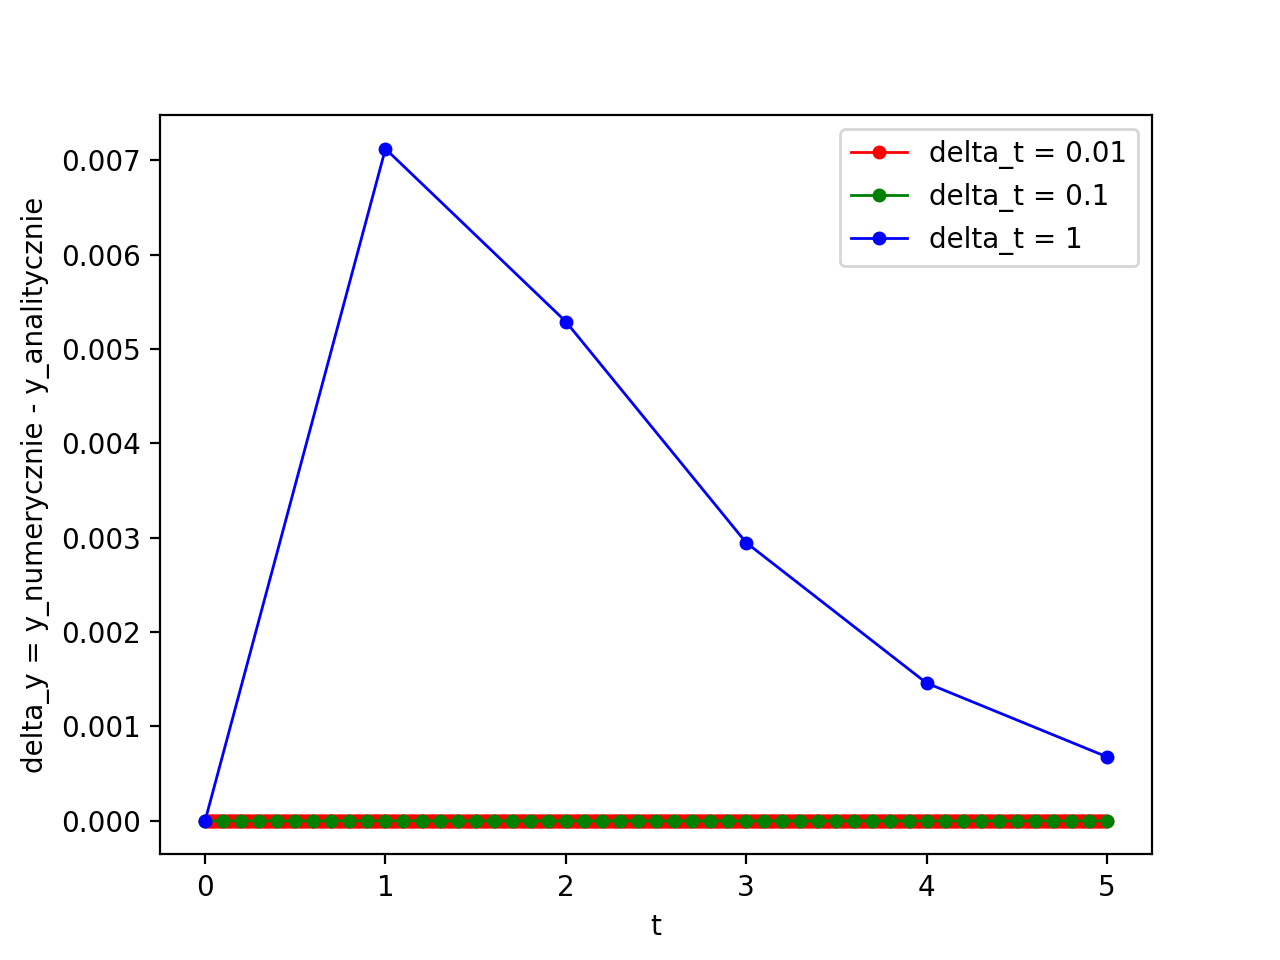 delta_t = 0.01
delta_t = 0.1
delta_t = 1
delta_y = y_numerycznie - y_analitycznie
0.007
0.006
0.005
0.004
0.003
0.002
0.001
0.000
0 1 2 3 4 5
t